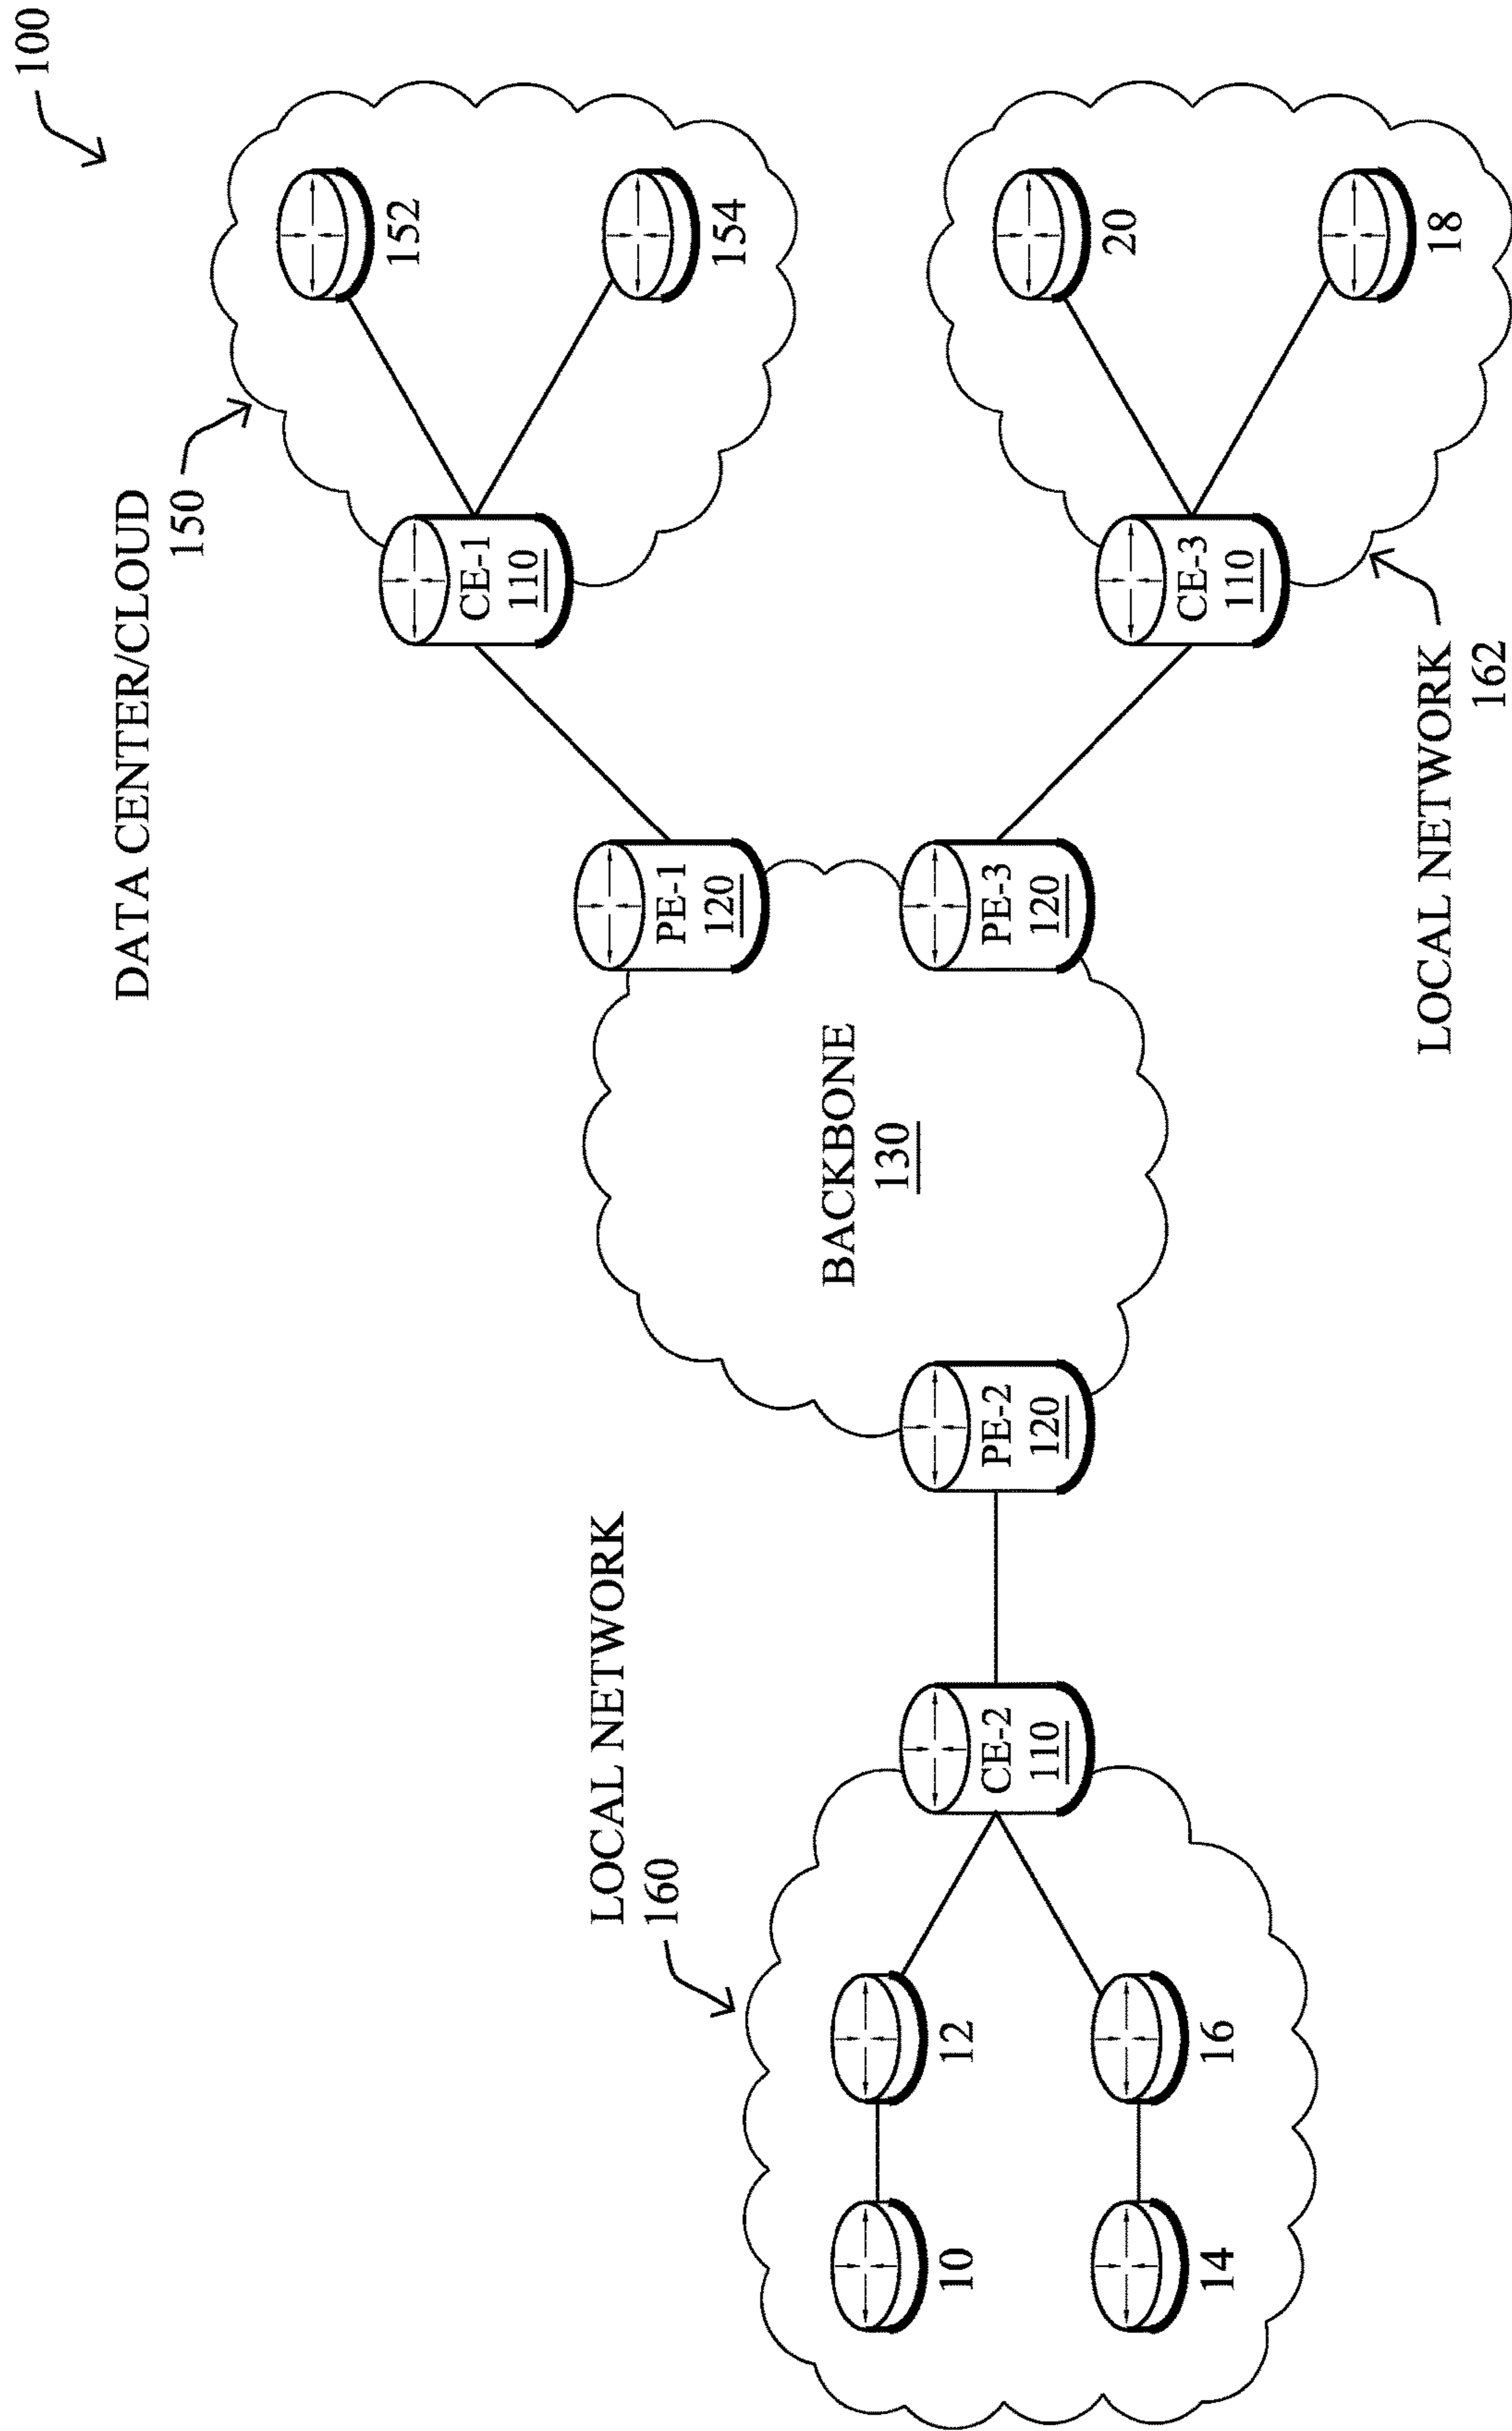 100
DATA CENTER/CLOUD
150
152
154
CE-1
110
PE-1
120
BACKBONE
130
PE-3
120
CE-3
110
20
18
LOCAL NETWORK
162
LOCAL NETWORK
160
PE-2
120
CE-2
110
12
10
16
14